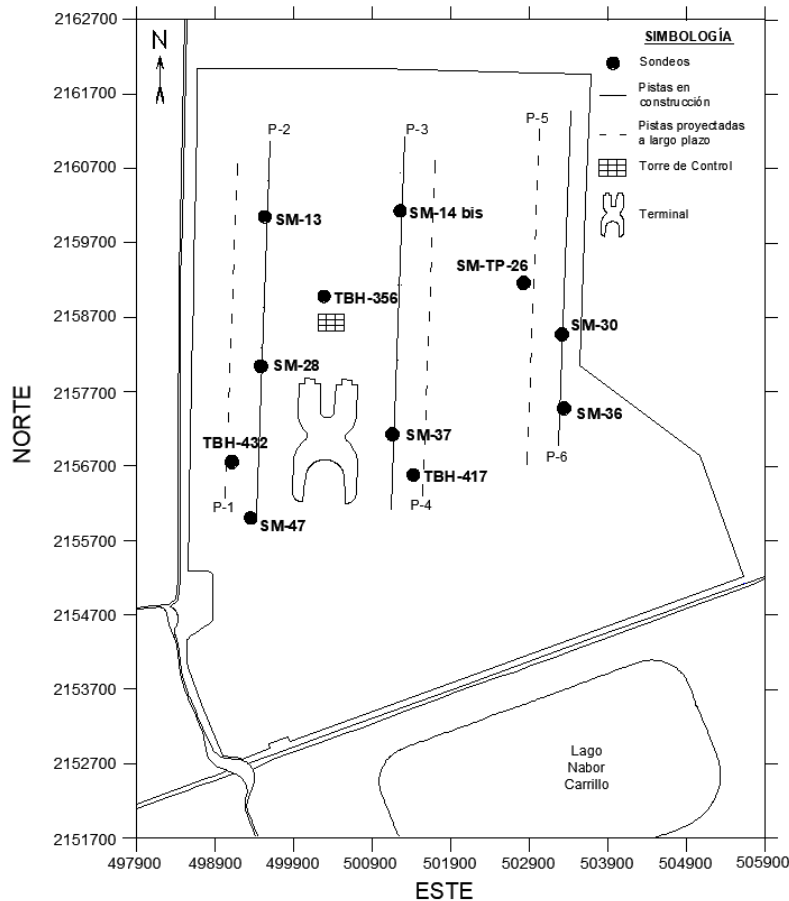 2162700
2161700
2160700
2159700
2158700
2157700
2156700
2155700
2154700
2153700
2152700
2151700
NORTE
N
SIMBOLOGÍA
Sondeos
Pistas en
construcción
Pistas proyectadas
a largo plazo
Torre de Control
Terminal
P-2
P-3
P-5
SM-13
SM-14 bis
SM-TP-26
TBH-356
SM-30
SM-28
SM-36
TBH-432
SM-37
P-6
TBH-417
P-1
P-4
SM-47
Lago
Nabor
Carrillo
497900 498900 499900 500900 501900 502900 503900 504900 505900
ESTE